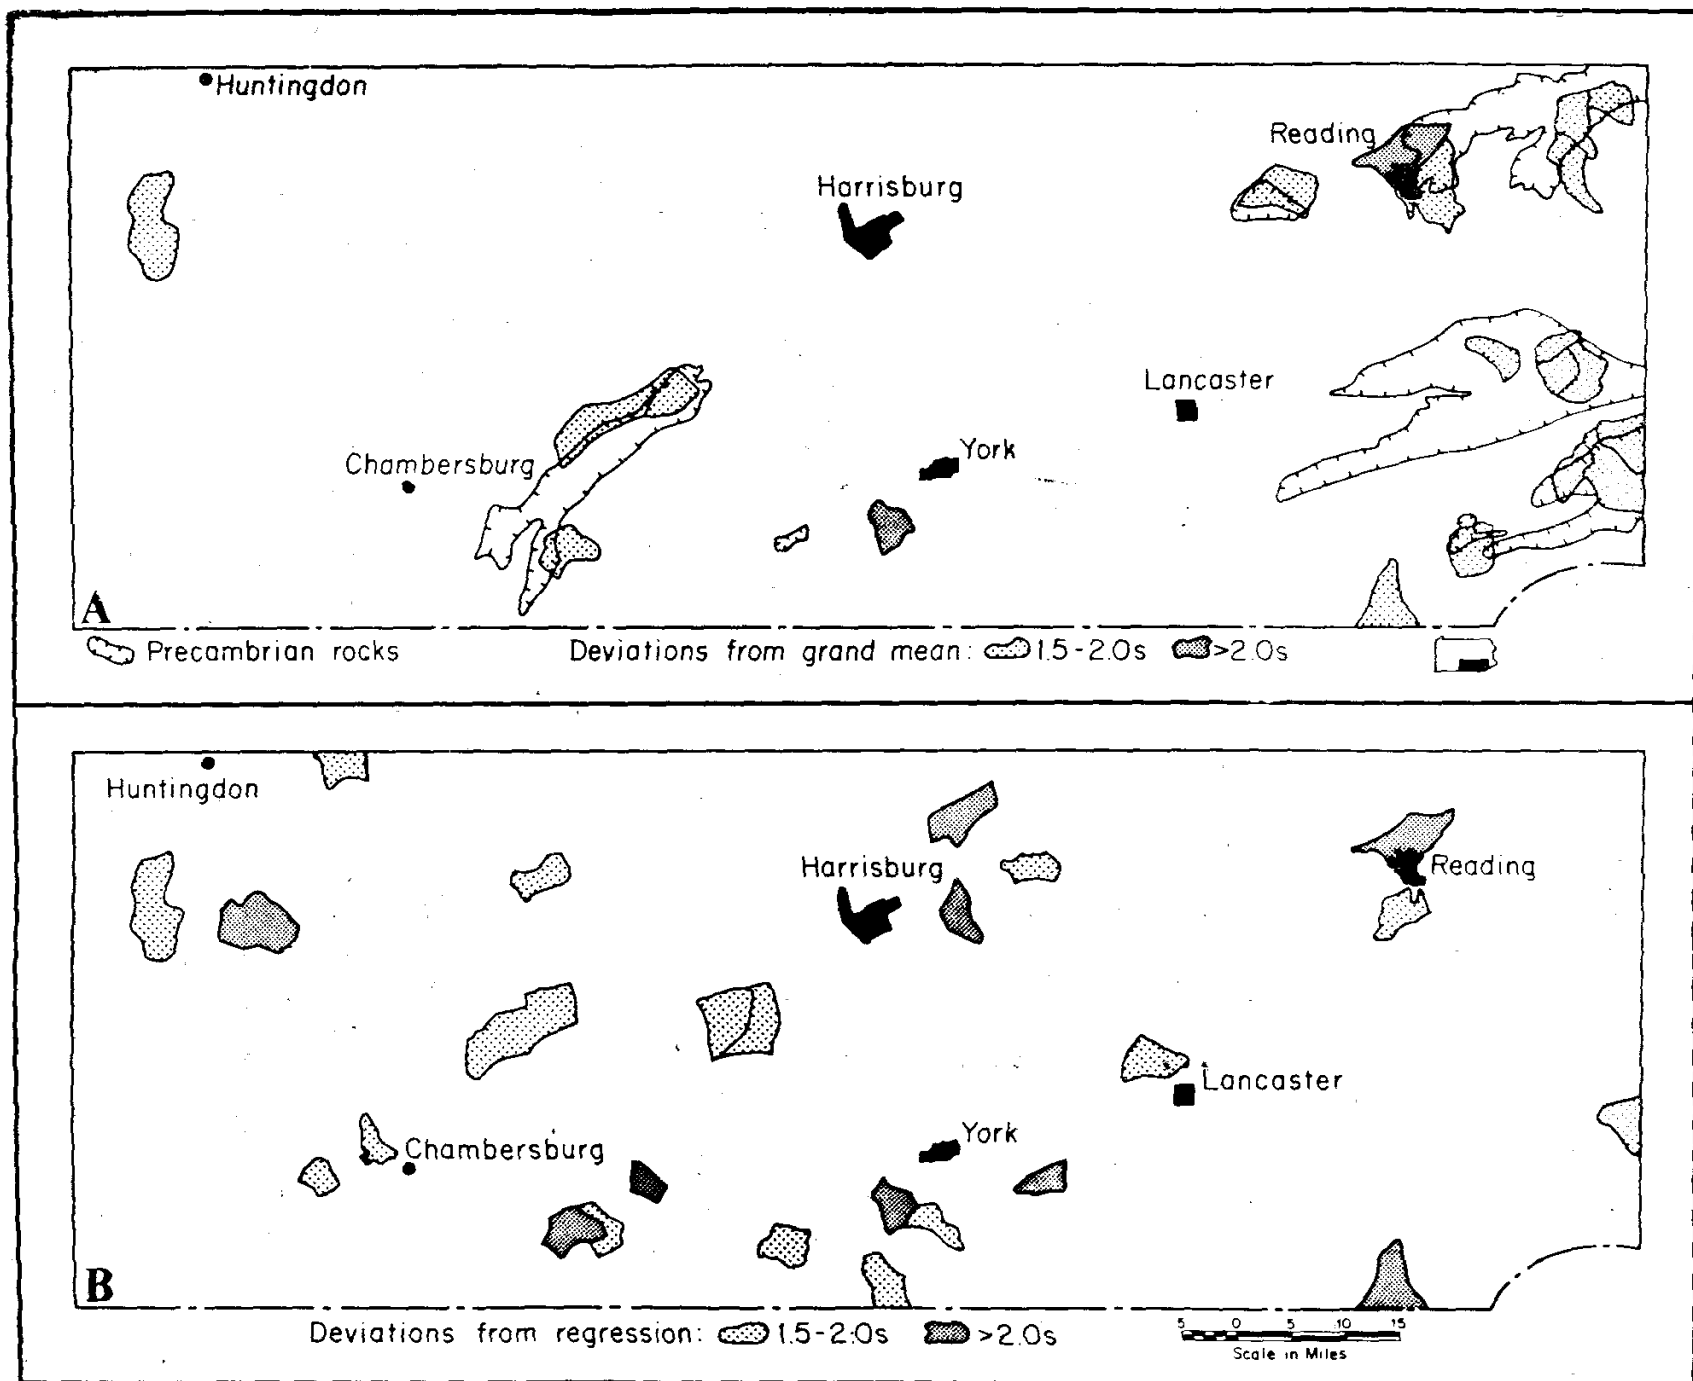 Huntingdon
Reading
Harrisburg
Lancaster
Chambersburg
York
A
Precambrian rocks
Deviations from grand mean: 1.5-2.0s >2.0s
Huntingdon
Harrisburg
Reading
Lancaster
York
Chambersburg
B
Deviations from regression: 1.5-2.0s >2.0s
5 0 5 10 15
Scale in Miles